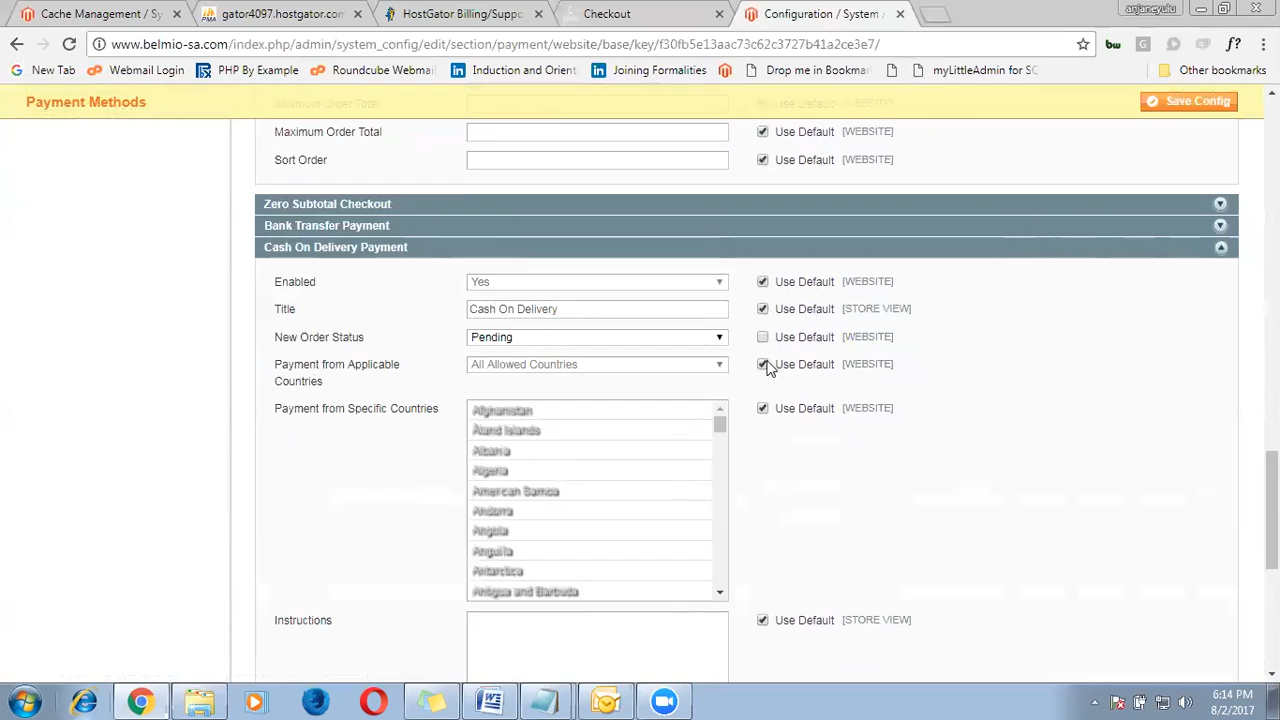 Cache Management / Sy
gator4097.hostgator.com
HostGator Billing/Suppo
Checkout
Configuration / System
anjaneyulu
www.belmio-sa.com/index.php/admin/system_config/edit/section/payment/website/base/key/f30fb5e13aac73c62c3727b41a2ce3e7/
New Tab
Webmail Login
PHP By Example
Roundcube Webmail
Induction and Orient
Joining Formalities
Drop me in Bookmar
myLittleAdmin for SQ
Other bookmarks
Payment Methods
Save Config
Minimum Order Total
Use Default [WEBSITE]
Maximum Order Total
Use Default [WEBSITE]
Sort Order
Use Default [WEBSITE]
Zero Subtotal Checkout
Bank Transfer Payment
Cash On Delivery Payment
Enabled
Yes
Use Default [WEBSITE]
Title
Cash On Delivery
Use Default [STORE VIEW]
New Order Status
Pending
Use Default [WEBSITE]
Payment from Applicable
Countries
All Allowed Countries
Use Default [WEBSITE]
Payment from Specific Countries
Use Default [WEBSITE]
Afghanistan
Åland Islands
Albania
Algeria
American Samoa
Andorra
Angola
Anguilla
Antarctica
Antigua and Barbuda
Instructions
Use Default [STORE VIEW]
6:14 PM
8/2/2017